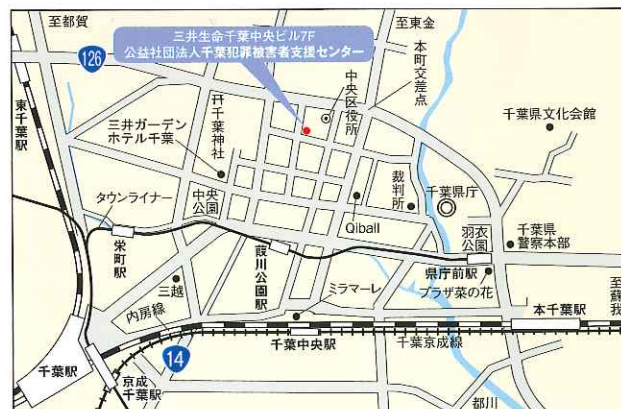 至都賀
至東金
三井生命千葉中央ビル7F
公益社団法人千葉犯罪被害者支援センター
126
本町交差点
中央区役所
千葉県文化会館
東千葉駅
千葉神社
三井ガーデン
ホテル千葉
裁判所
千葉県庁
タウンライナー
中央
公園
Qiball
羽衣
公園
千葉県
警察本部
栄町駅
葭川公園駅
県庁前駅
プラザ菜の花
三越
ミラマーレ
至蘇我
内房線
本千葉駅
千葉駅
14
千葉中央駅
千葉京成線
京成
千葉駅
都川